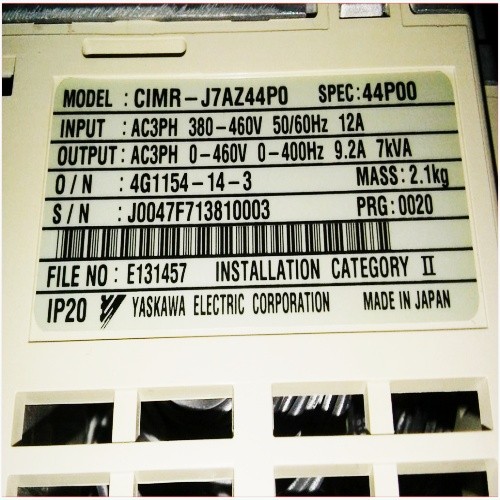 MODEL : CIMR-J7AZ44P0 SPEC:44P00
INPUT : AC3PH 380-460V 50/60Hz 12A
OUTPUT : AC3PH 0-460V 0-400Hz 9.2A 7kVA
O/N : 4G1154-14-3 MASS:2.1kg
S/N : J0047F713810003 PRG:0020
FILE NO : E131457 INSTALLATION CATEGORY II
IP20 YASKAWA ELECTRIC CORPORATION MADE IN JAPAN